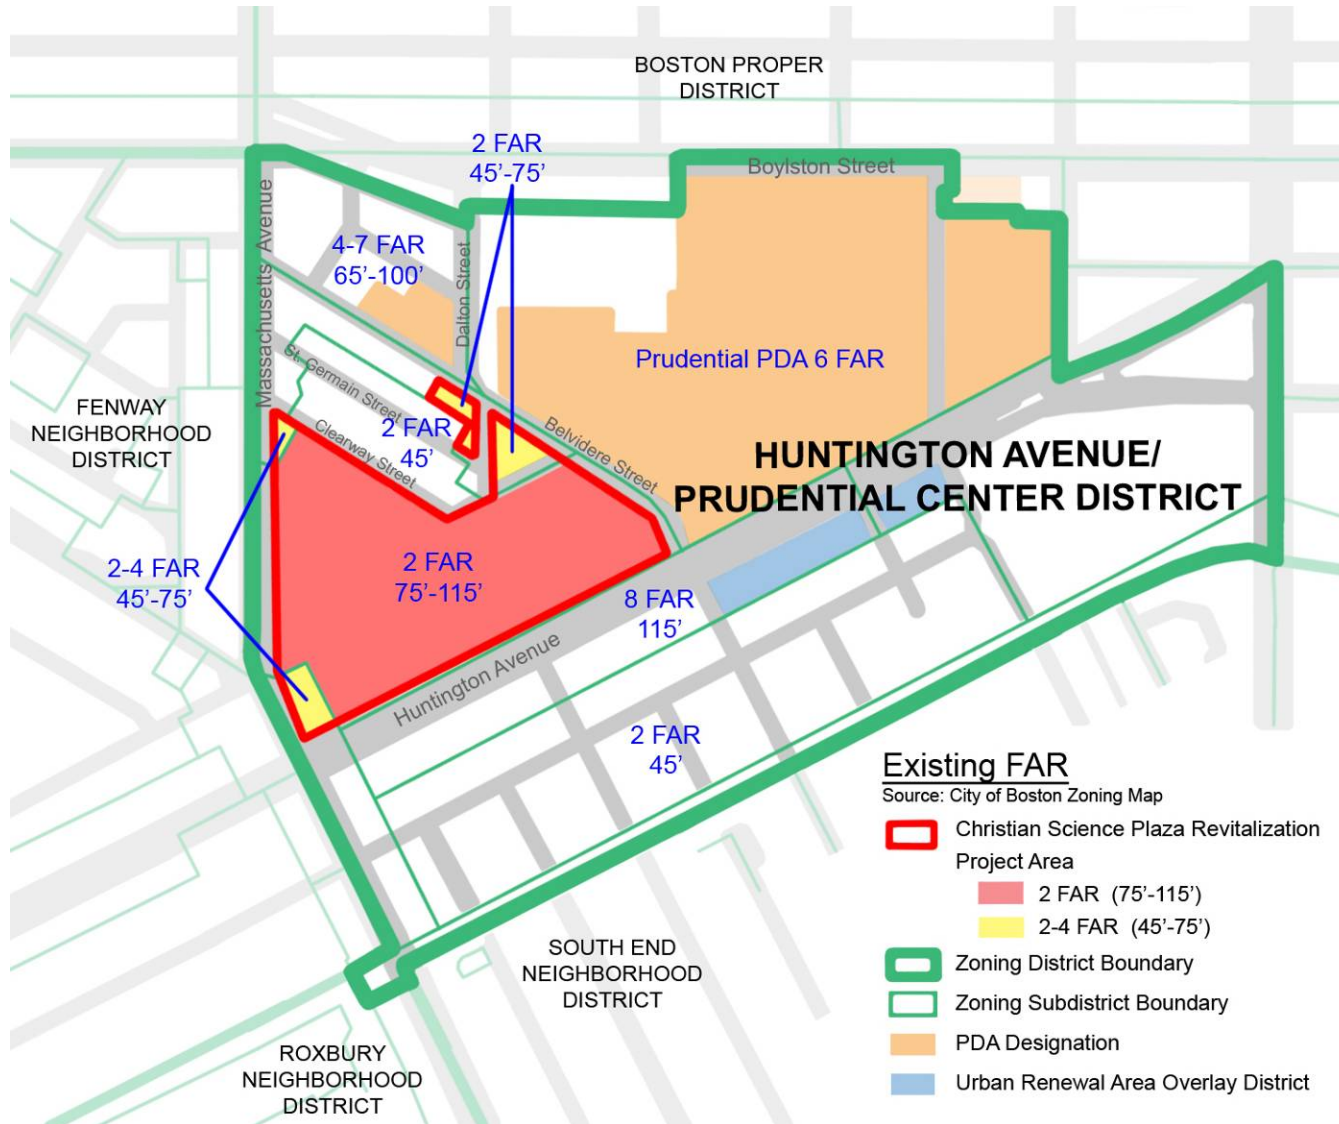 BOSTON PROPER
DISTRICT
2 FAR
45'-75'
Boylston Street
Massachusetts Avenue
4-7 FAR
65'-100'
Dalton Street
Prudential PDA 6 FAR
St. Germain Street
FENWAY
NEIGHBORHOOD
DISTRICT
2 FAR
45'
Clearway Street
Belvidere Street
HUNTINGTON AVENUE/
PRUDENTIAL CENTER DISTRICT
2-4 FAR
45'-75'
2 FAR
75'-115'
8 FAR
115'
Huntington Avenue
2 FAR
45'
Existing FAR
Source: City of Boston Zoning Map
Christian Science Plaza Revitalization
Project Area
2 FAR (75'-115')
2-4 FAR (45'-75')
Zoning District Boundary
Zoning Subdistrict Boundary
PDA Designation
Urban Renewal Area Overlay District
SOUTH END
NEIGHBORHOOD
DISTRICT
ROXBURY
NEIGHBORHOOD
DISTRICT